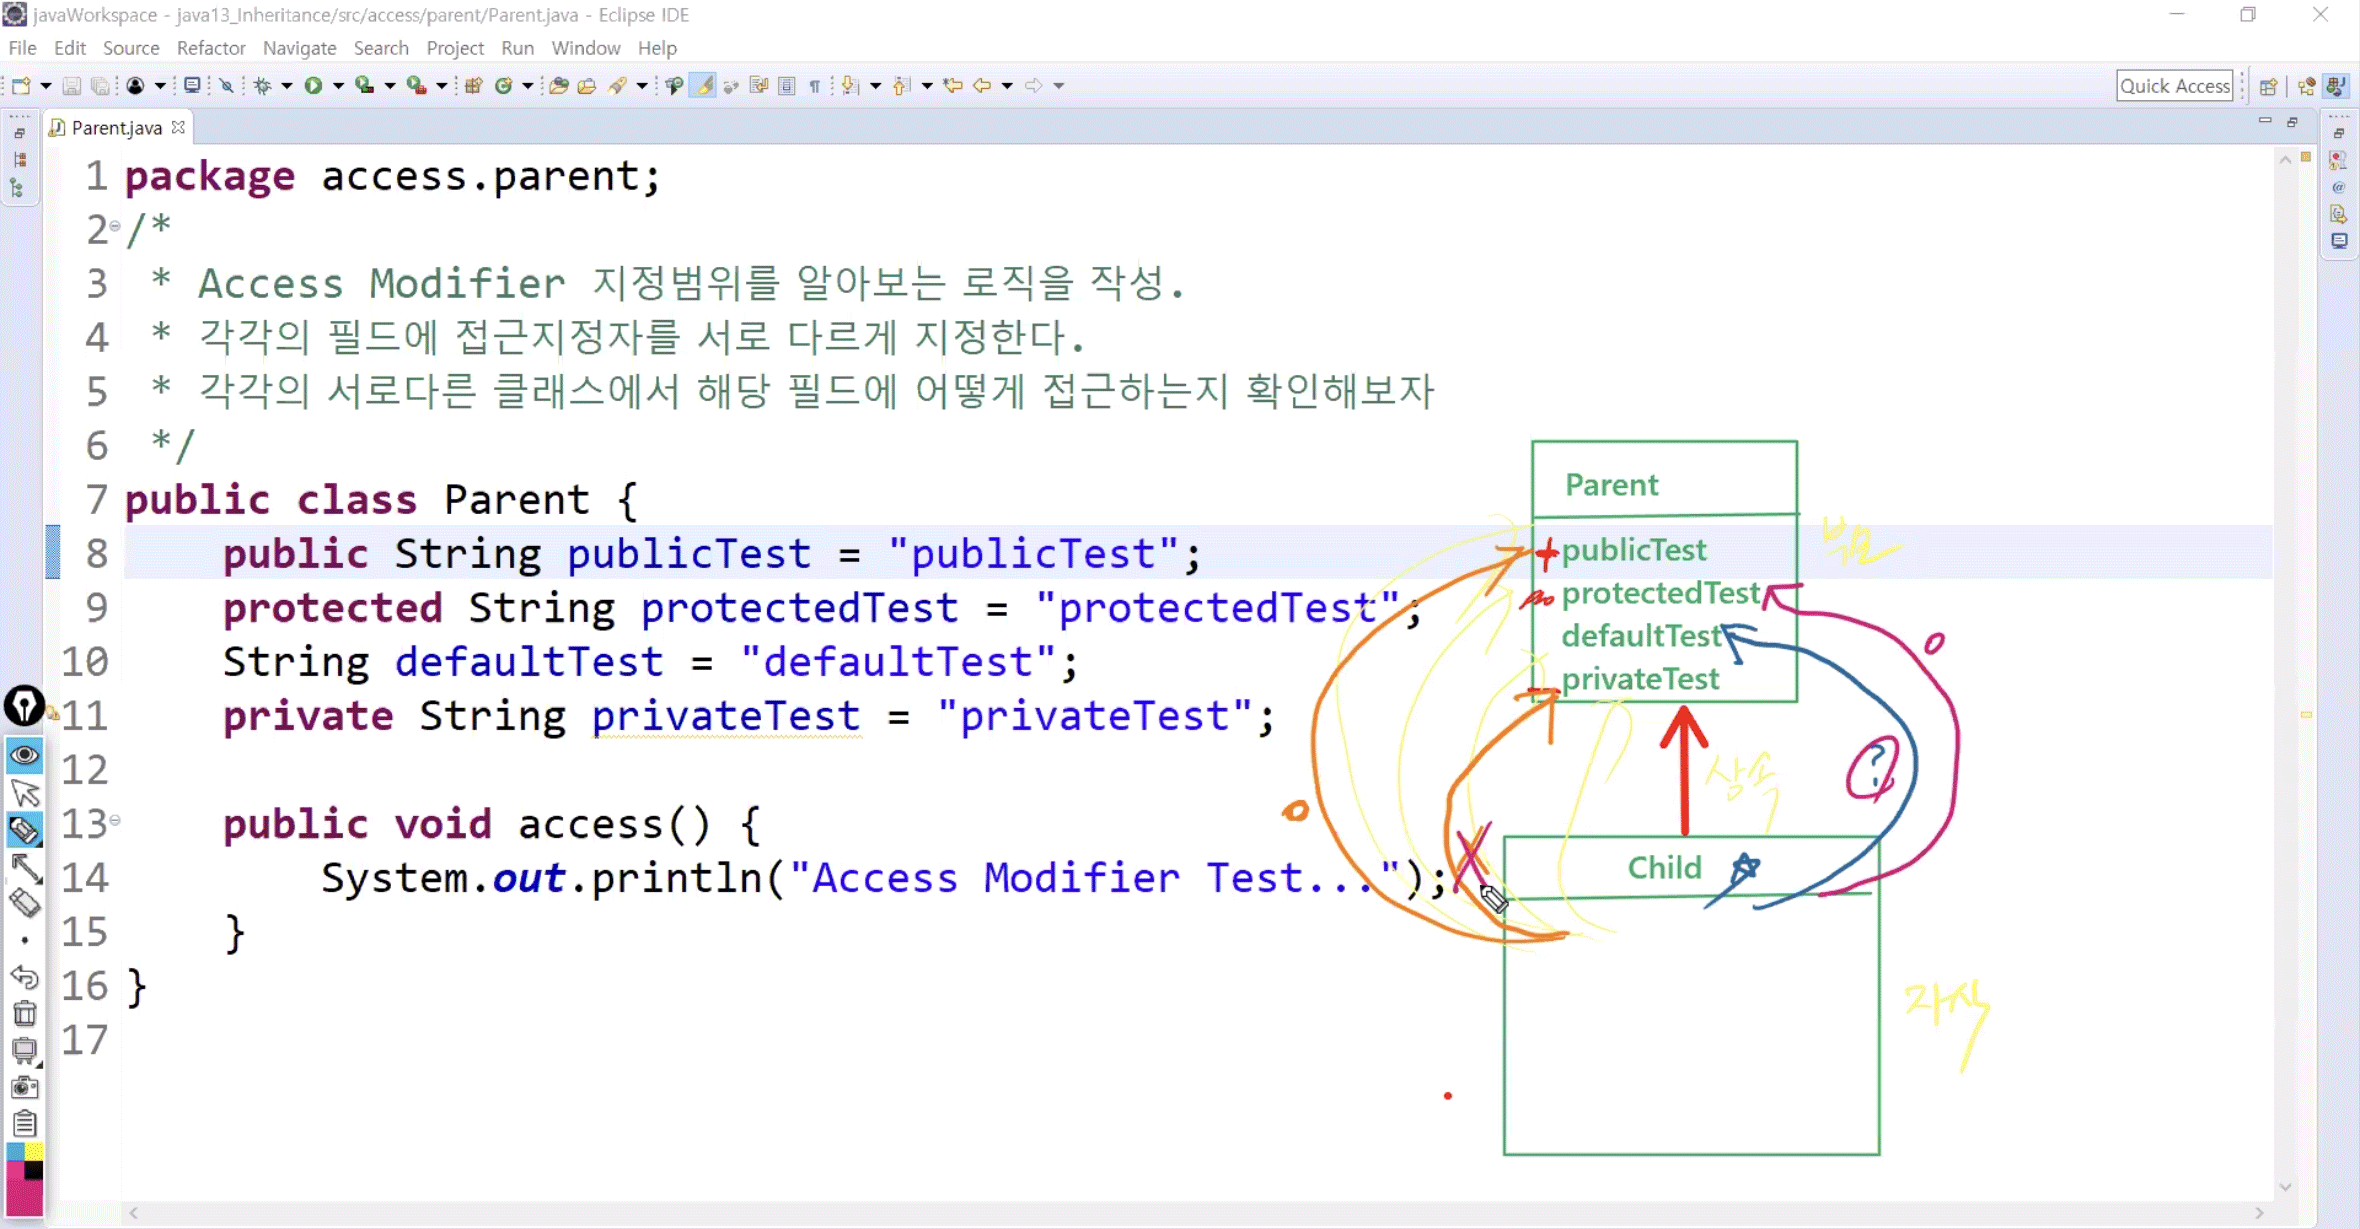 javaWorkspace - java13_Inheritance/src/access/parent/Parent.java - Eclipse IDE
File Edit Source Refactor Navigate Search Project Run Window Help
Quick Access
Parent.java
1 package access.parent;
2 /*
3 * Access Modifier 지정범위를 알아보는 로직을 작성.
4 * 각각의 필드에 접근지정자를 서로 다르게 지정한다.
5 * 각각의 서로다른 클래스에서 해당 필드에 어떻게 접근하는지 확인해보자
6 */
7 public class Parent {
8 public String publicTest = "publicTest";
9 protected String protectedTest = "protectedTest";
10 String defaultTest = "defaultTest";
11 private String privateTest = "privateTest";
12
13 public void access() {
14 System.out.println("Access Modifier Test...");
15 }
16 }
17
Parent
+ publicTest
protectedTest
defaultTest
- privateTest
부모
상속
?
Child
자식